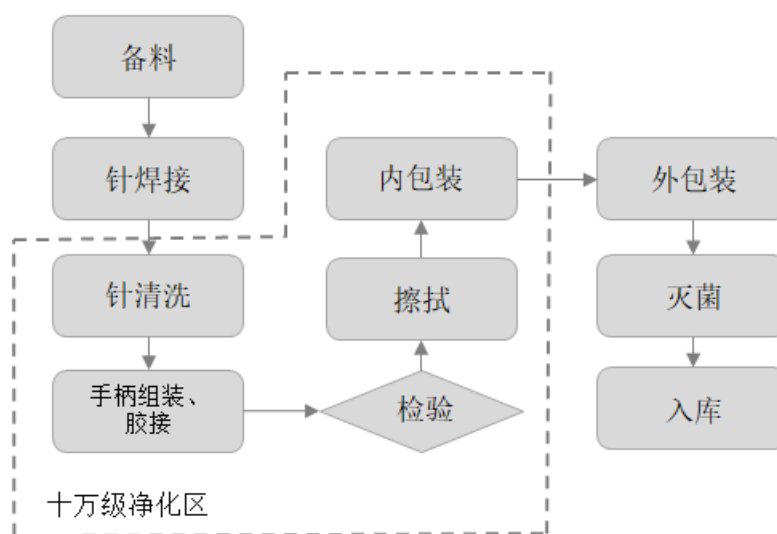 备料
针焊接
针清洗
手柄组装、
胶接
检验
擦拭
内包装
外包装
灭菌
入库
十万级净化区